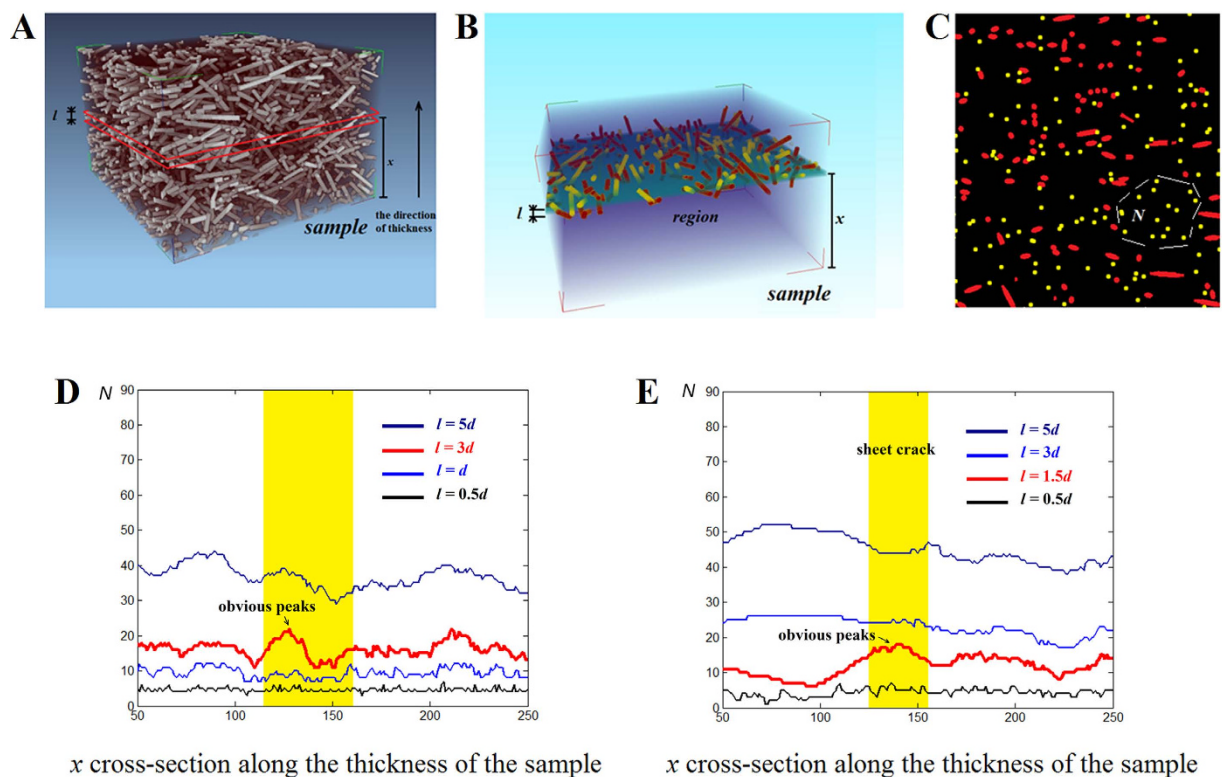 A
l
x
sample
the direction
of thickness
B
l
region
x
sample
C
N
D
N
90
80
70
60
50
40
30
20
10
0
l = 5d
l = 3d
l = d
l = 0.5d
obvious peaks
50
100
150
200
250
x cross-section along the thickness of the sample
E
N
90
80
70
60
50
40
30
20
10
0
l = 5d
l = 3d
l = 1.5d
l = 0.5d
sheet crack
obvious peaks
50
100
150
200
250
x cross-section along the thickness of the sample